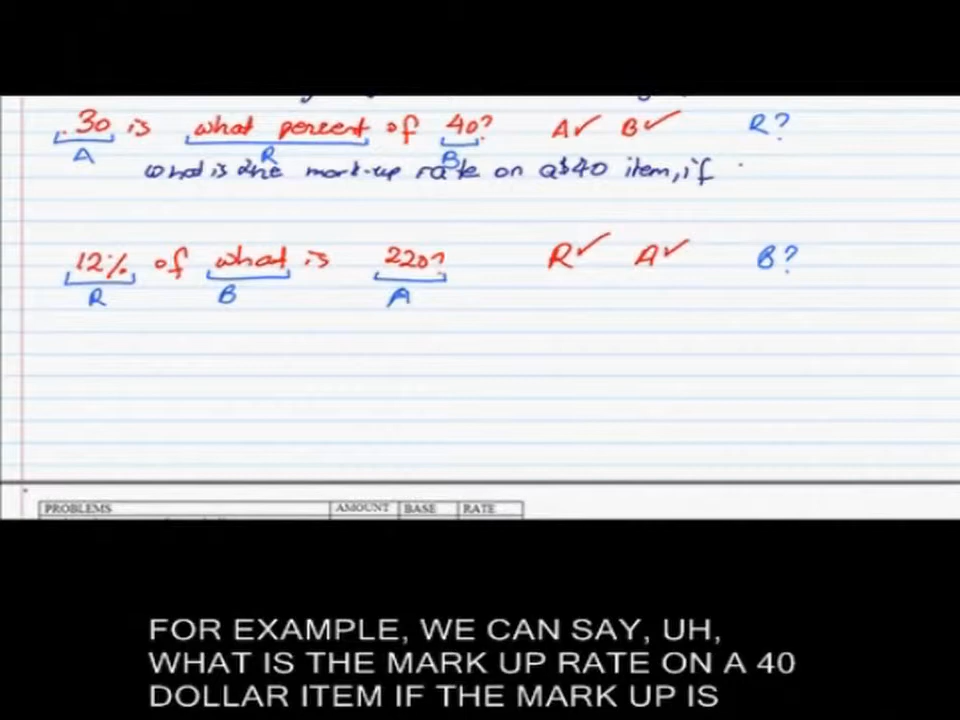 .30 is what percent of 40? A✓ B✓ R?
A R B
what is the mark-up rate on a $40 item, if
12% of what is 220? R✓ A✓ B?
R B A
PROBLEMS AMOUNT BASE RATE
FOR EXAMPLE, WE CAN SAY, UH,
WHAT IS THE MARK UP RATE ON A 40
DOLLAR ITEM IF THE MARK UP IS